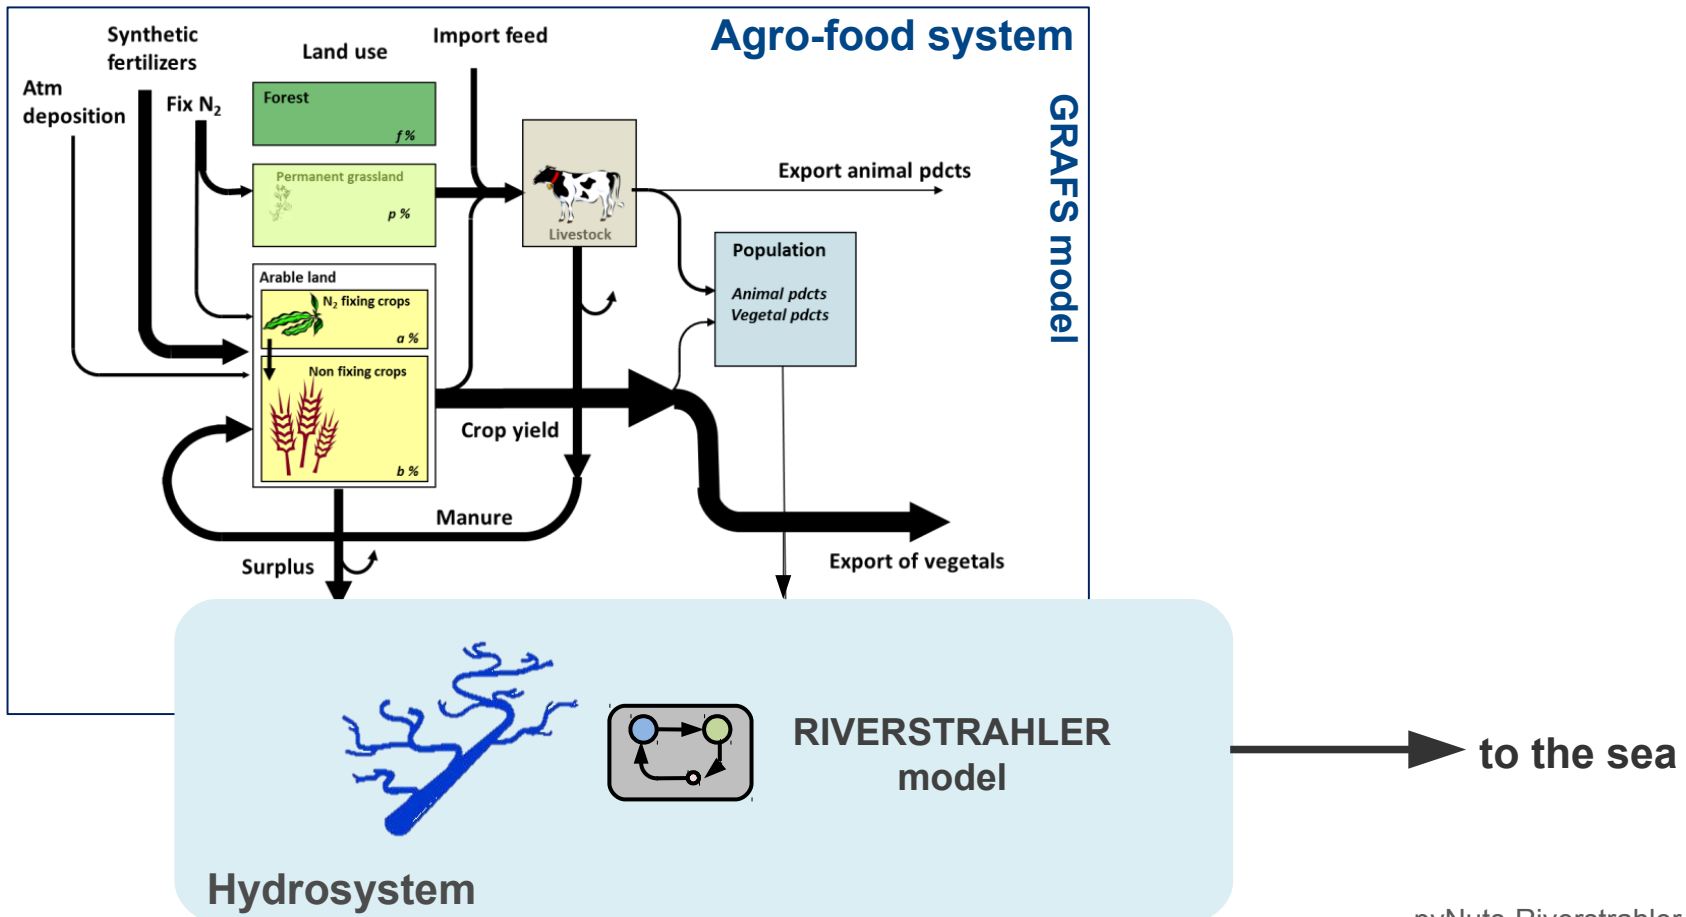 Agro-food system
GRAFS model
Synthetic
fertilizers
Land use
Import feed
Atm
deposition
Fix N₂
Forest
f %
Permanent grassland
p %
Livestock
Export animal pdcts
Population
Animal pdcts
Vegetal pdcts
Arable land
N₂ fixing crops
a %
Non fixing crops
b %
Crop yield
Manure
Surplus
Export of vegetals
RIVERSTRAHLER
model
to the sea
Hydrosystem